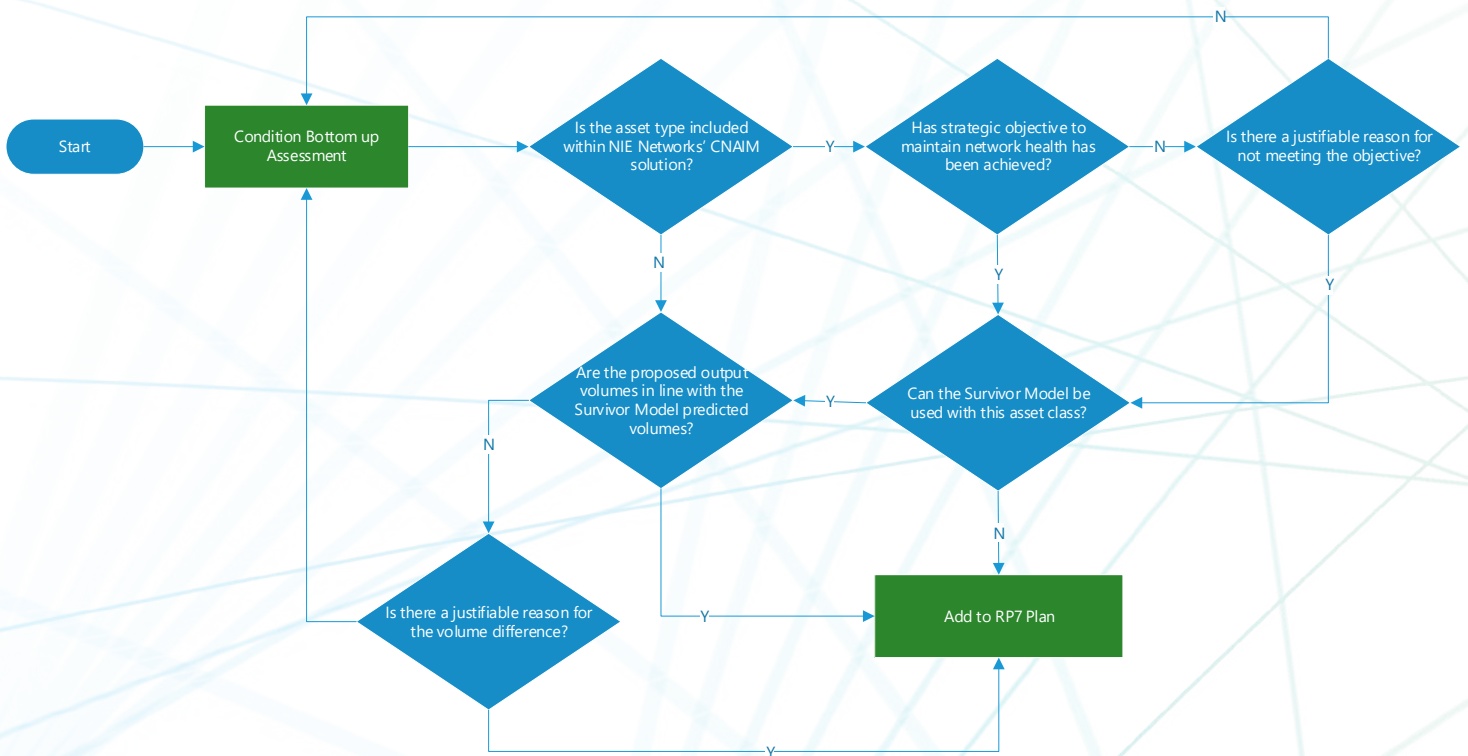 N
Start
Condition Bottom up
Assessment
Is the asset type included
within NIE Networks' CNAIM
solution?
Y
Has strategic objective to
maintain network health has
been achieved?
N
Is there a justifiable reason for
not meeting the objective?
N
Y
Y
Are the proposed output
volumes in line with the
Survivor Model predicted
volumes?
Y
Can the Survivor Model be
used with this asset class?
N
N
Is there a justifiable reason for
the volume difference?
Y
Add to RP7 Plan
Y